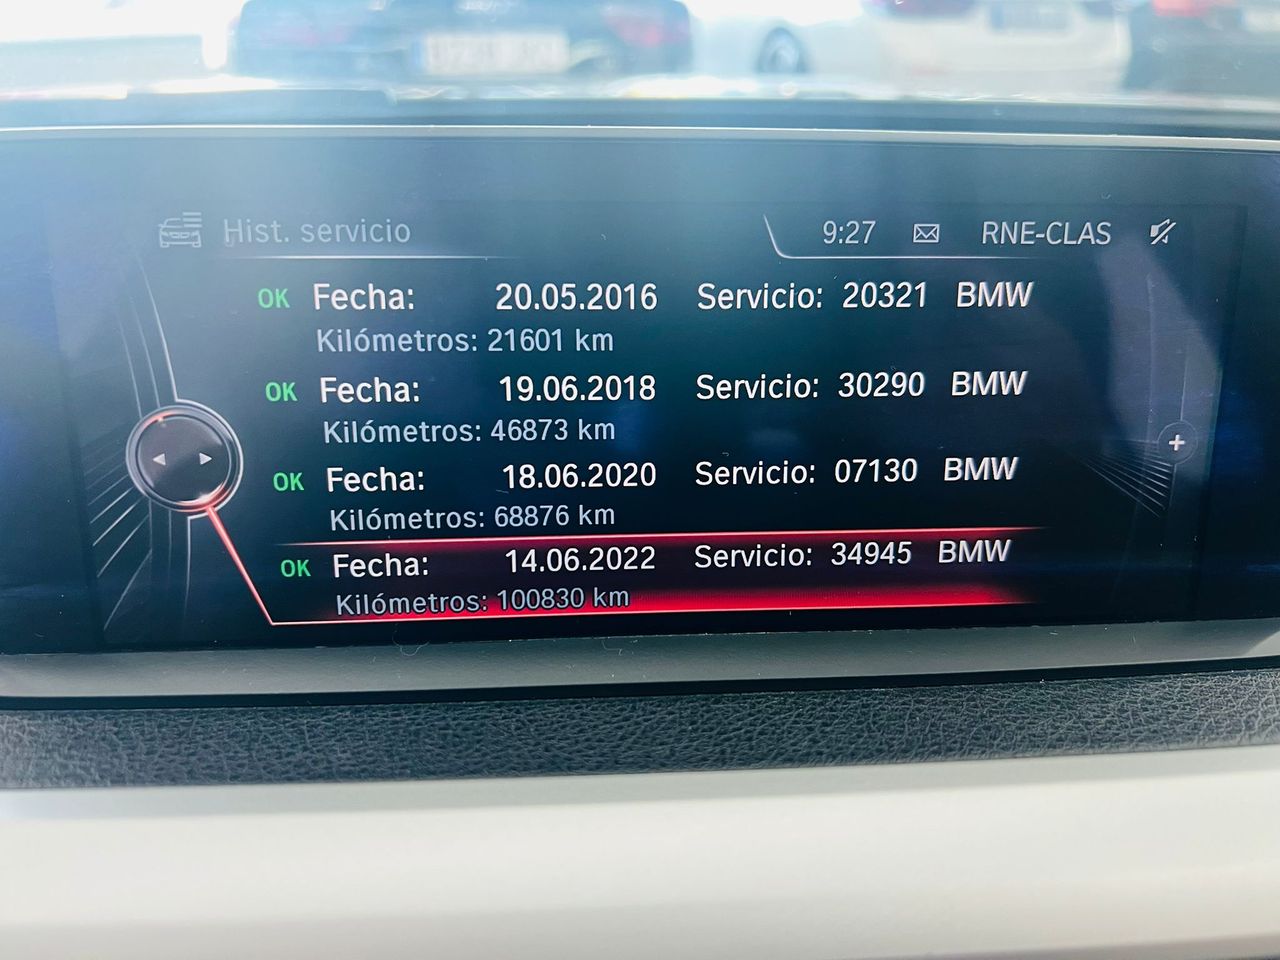 Hist. servicio 9:27 RNE-CLAS
OK Fecha: 20.05.2016 Servicio: 20321 BMW
Kilómetros: 21601 km
OK Fecha: 19.06.2018 Servicio: 30290 BMW
Kilómetros: 46873 km
OK Fecha: 18.06.2020 Servicio: 07130 BMW
Kilómetros: 68876 km
OK Fecha: 14.06.2022 Servicio: 34945 BMW
Kilómetros: 100830 km